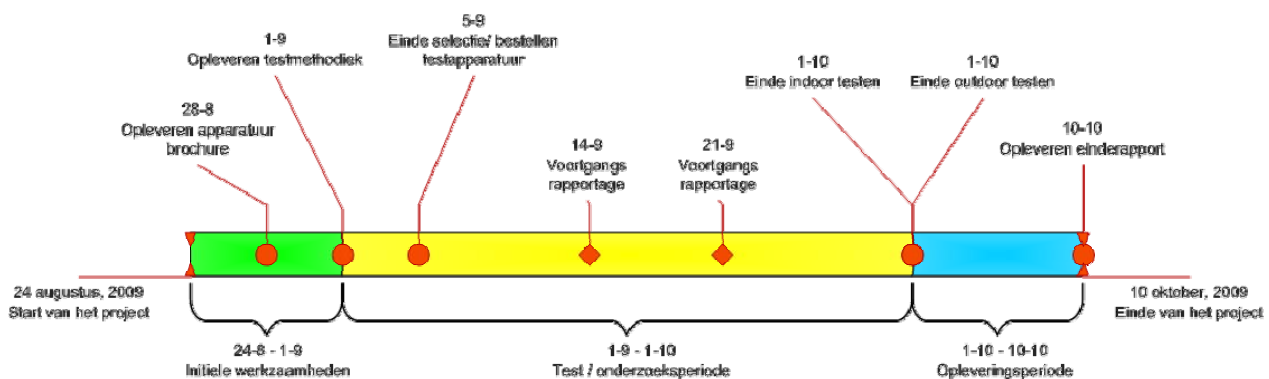 5-9
Einde selectie/ bestellen
testapparatuur
1-9
Opleveren testmethodiek
1-10
Einde indoor testen
1-10
Einde outdoor testen
28-8
Opleveren apparatuur
brochure
14-9
Voortgangs
rapportage
21-9
Voortgangs
rapportage
10-10
Opleveren einderapport
24 augustus, 2009
Start van het project
10 oktober, 2009
Einde van het project
24-8 - 1-9
Initiele werkzaamheden
1-9 - 1-10
Test / onderzoeksperiode
1-10 - 10-10
Opleveringsperiode